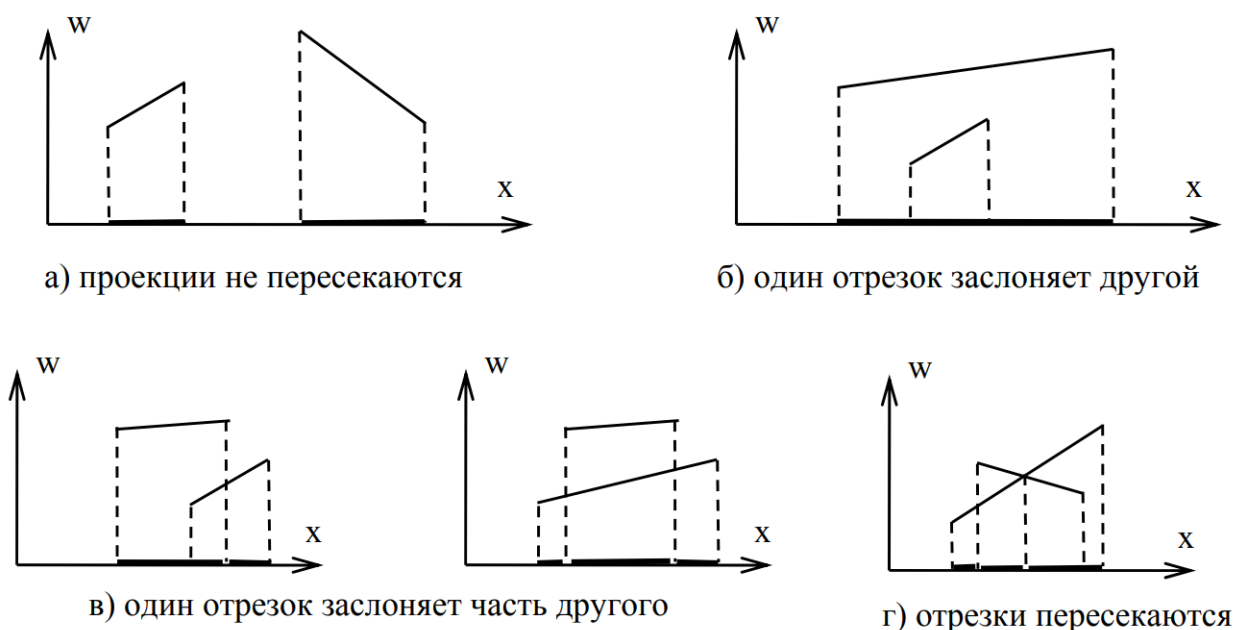 w
x
а) проекции не пересекаются
w
x
б) один отрезок заслоняет другой
w
x
w
x
в) один отрезок заслоняет часть другого
w
x
г) отрезки пересекаются